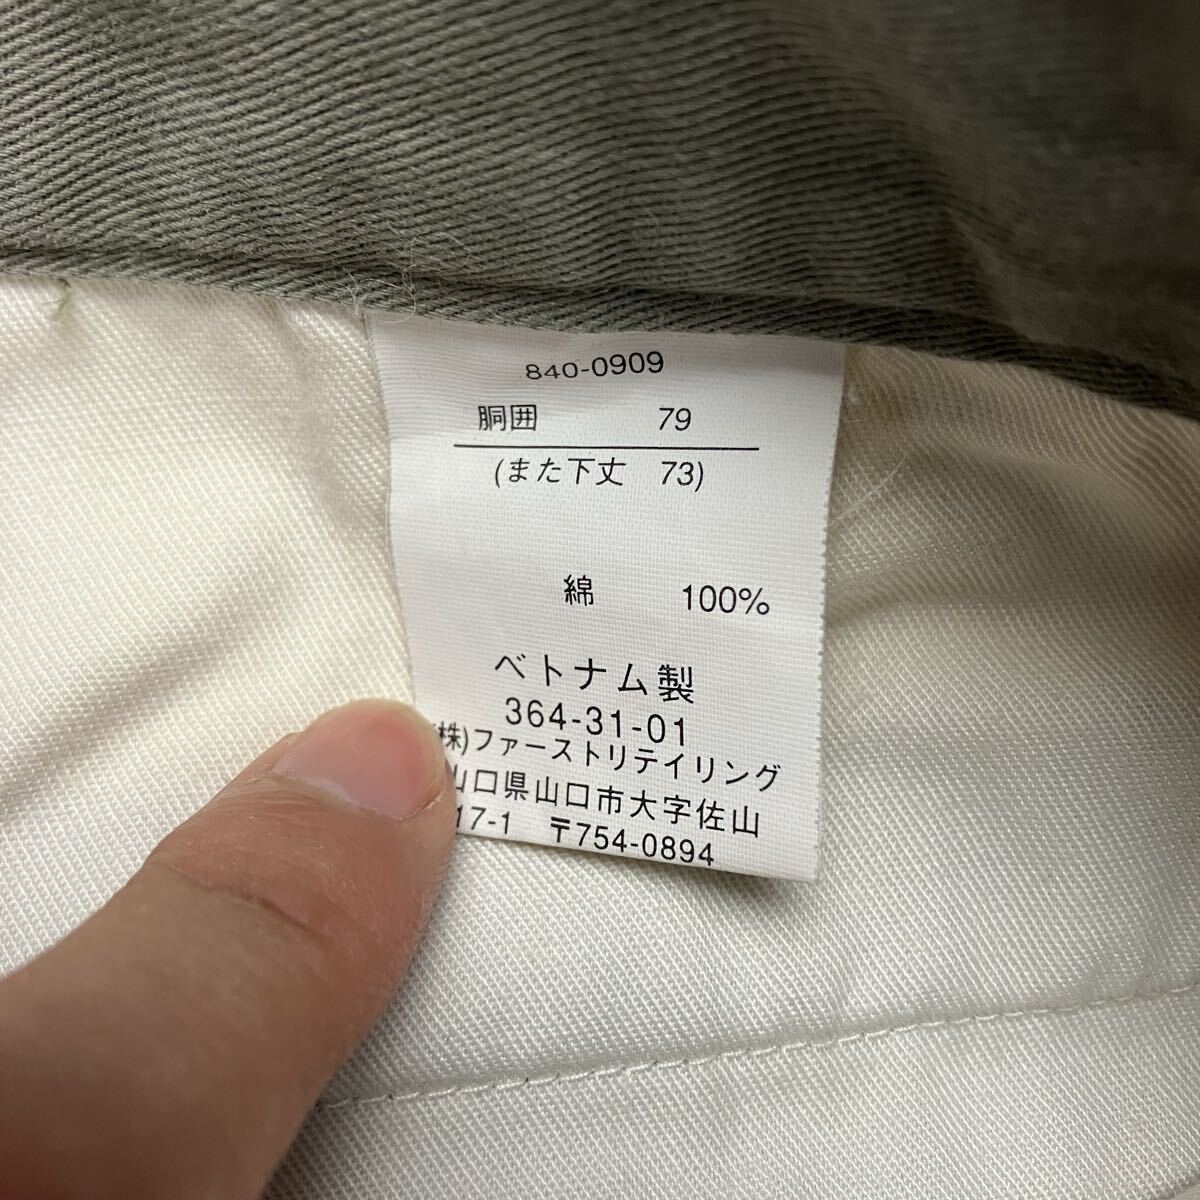 840-0909
胴囲 79
(また下丈 73)
綿 100%
ベトナム製
364-31-01
(株)ファーストリテイリング
山口県山口市大字佐山
17-1 〒754-0894